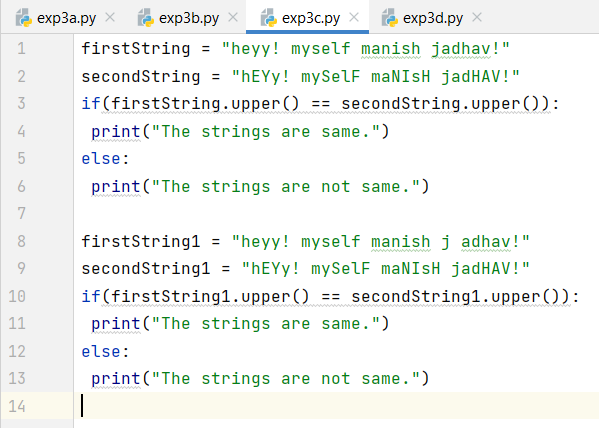 exp3a.py × exp3b.py × exp3c.py × exp3d.py ×
1 firstString = "heyy! myself manish jadhav!"
2 secondString = "hEYy! mySelF maNIsH jadHAV!"
3 if(firstString.upper() == secondString.upper()):
4 print("The strings are same.")
5 else:
6 print("The strings are not same.")
7
8 firstString1 = "heyy! myself manish j adhav!"
9 secondString1 = "hEYy! mySelF maNIsH jadHAV!"
10 if(firstString1.upper() == secondString1.upper()):
11 print("The strings are same.")
12 else:
13 print("The strings are not same.")
14